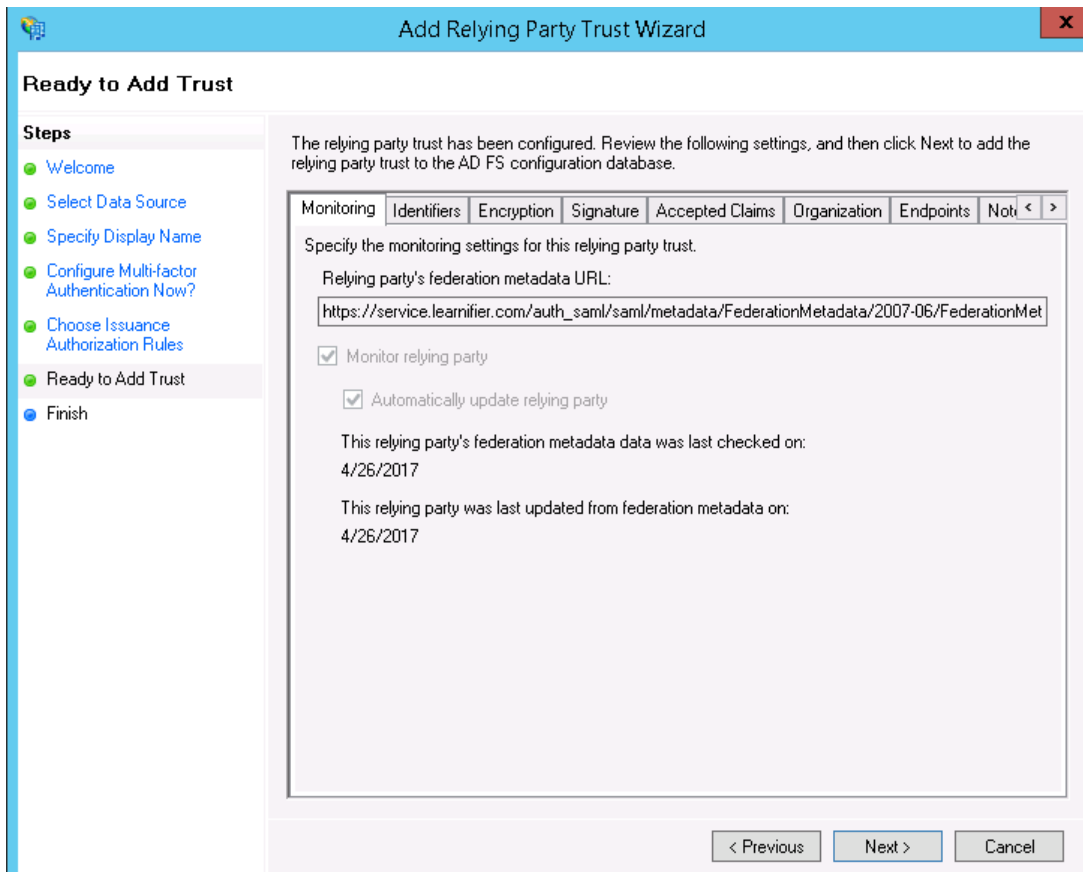 Add Relying Party Trust Wizard
x
Ready to Add Trust
Steps
Welcome
Select Data Source
Specify Display Name
Configure Multi-factor
Authentication Now?
Choose Issuance
Authorization Rules
Ready to Add Trust
Finish
The relying party trust has been configured. Review the following settings, and then click Next to add the
relying party trust to the AD FS configuration database.
Monitoring Identifiers Encryption Signature Accepted Claims Organization Endpoints Not < >
Specify the monitoring settings for this relying party trust.
Relying party's federation metadata URL:
https://service.learnifier.com/auth_saml/saml/metadata/FederationMetadata/2007-06/FederationMet
Monitor relying party
Automatically update relying party
This relying party's federation metadata data was last checked on:
4/26/2017
This relying party was last updated from federation metadata on:
4/26/2017
< Previous
Next >
Cancel